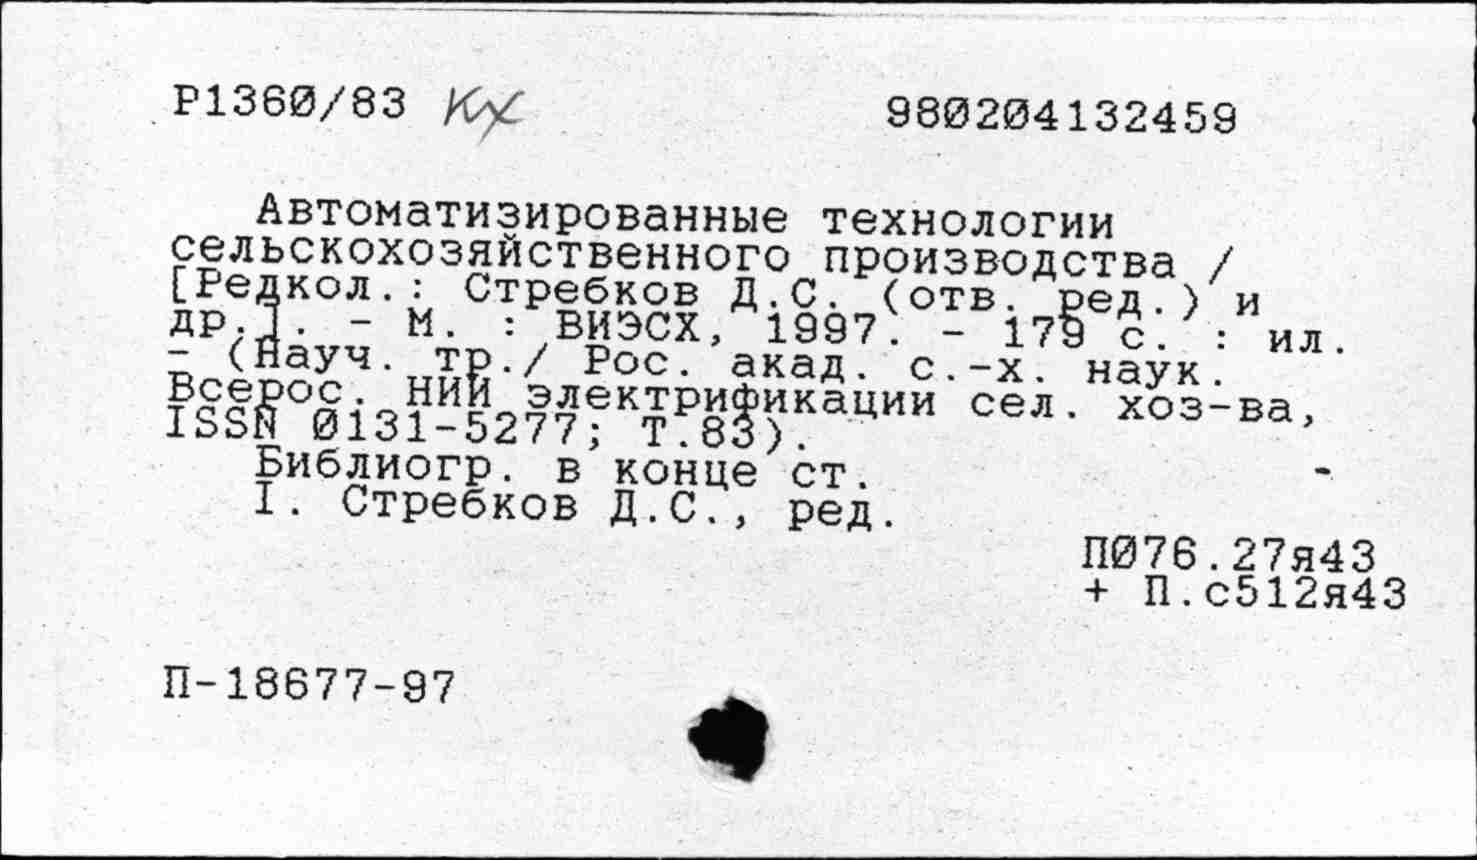 Р1360/83 Кх 980204132459
Автоматизированные технологии
сельскохозяйственного производства /
[Редкол.: Стребков Д.С. (отв. ред.) и
др.]. - М. : ВИЭСХ, 1997. - 179 с. : ил.
- (Науч. тр./ Рос. акад. с.-х. наук.
Всерос. НИИ электрификации сел. хоз-ва,
ISSN 0131-5277; Т.83).
Библиогр. в конце ст.
I. Стребков Д.С., ред.
П076.27я43
+ П.с512я43
П-18677-97